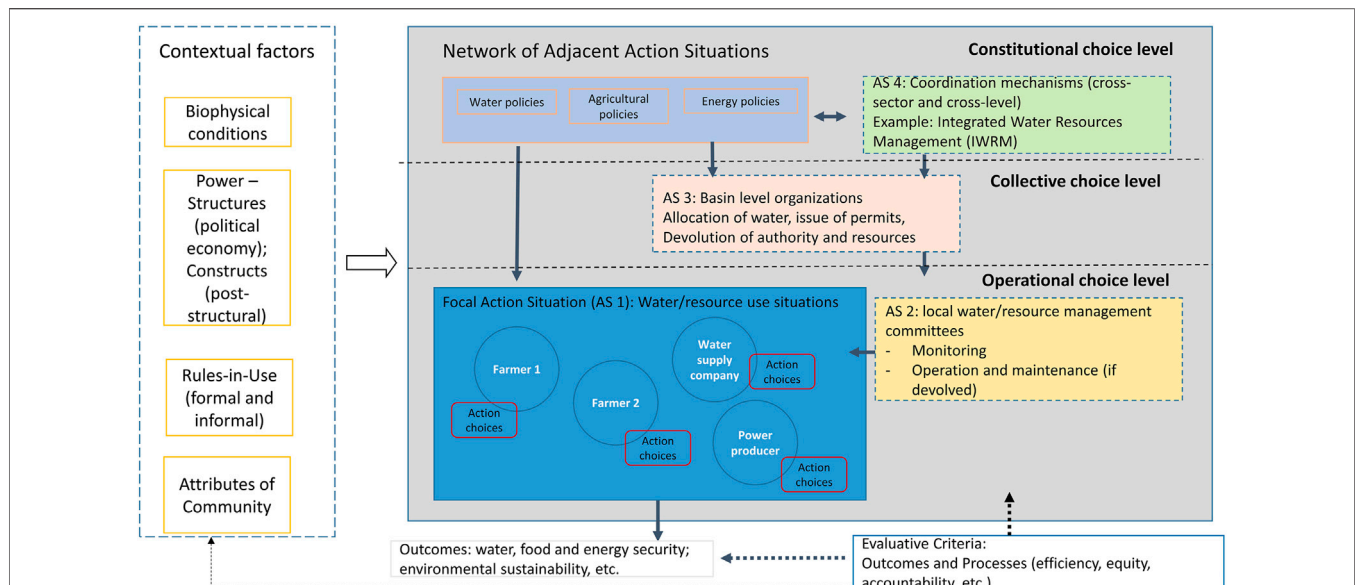 Contextual factors
Biophysical
conditions
Power –
Structures
(political
economy);
Constructs
(post-
structural)
Rules-in-Use
(formal and
informal)
Attributes of
Community
Network of Adjacent Action Situations
Constitutional choice level
Water policies
Agricultural
policies
Energy policies
AS 4: Coordination mechanisms (cross-
sector and cross-level)
Example: Integrated Water Resources
Management (IWRM)
Collective choice level
AS 3: Basin level organizations
Allocation of water, issue of permits,
Devolution of authority and resources
Operational choice level
Focal Action Situation (AS 1): Water/resource use situations
Farmer 1
Action
choices
Farmer 2
Action
choices
Water
supply
company
Action
choices
Power
producer
Action
choices
AS 2: local water/resource management
committees
- Monitoring
- Operation and maintenance (if
devolved)
Outcomes: water, food and energy security;
environmental sustainability, etc.
Evaluative Criteria:
Outcomes and Processes (efficiency, equity,
accountability, etc.)